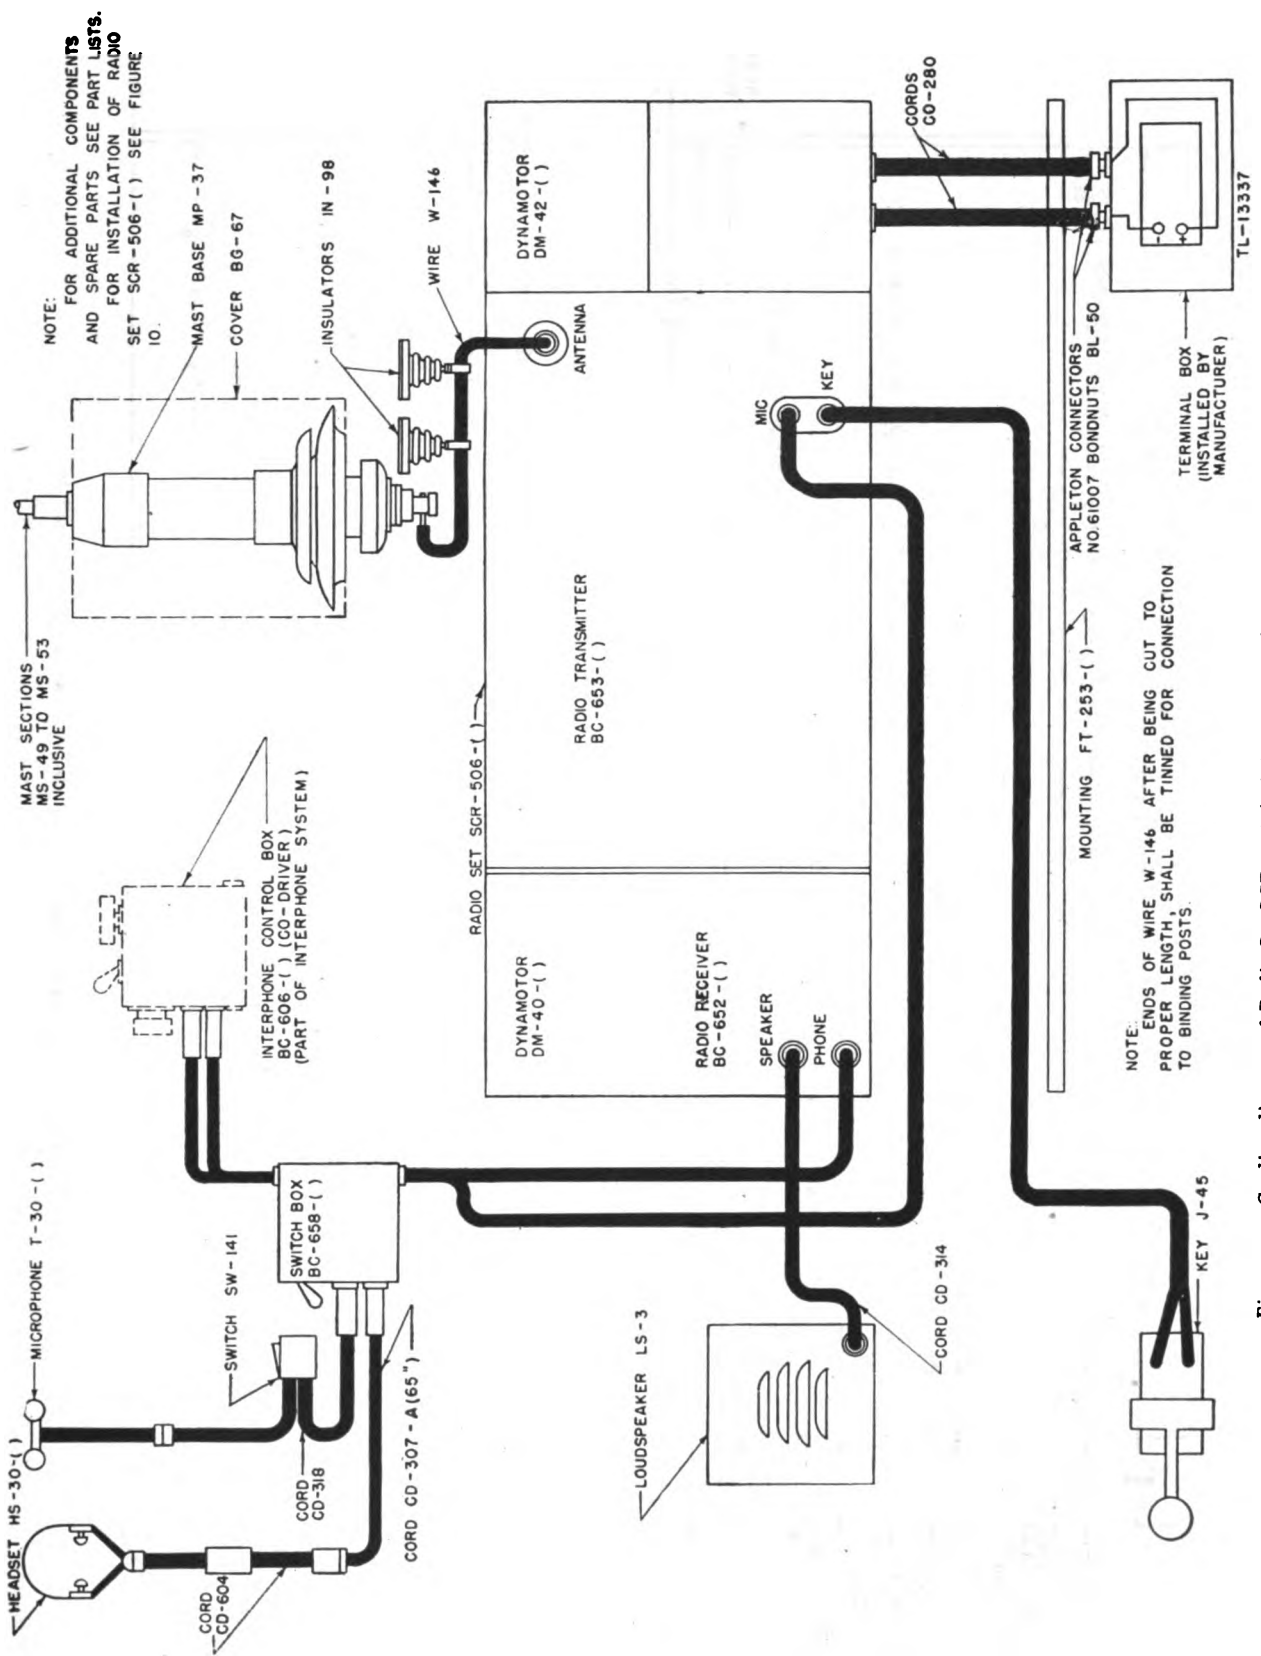 HEADSET HS-30-( )
MICROPHONE T-30-( )
SWITCH SW-141
CORD
CD-604
CORD
CD-318
CORD CD-307-A(65")
SWITCH BOX
BC-658-( )
INTERPHONE CONTROL BOX
BC-606-( ) (CO-DRIVER)
(PART OF INTERPHONE SYSTEM)
MAST SECTIONS
MS-49 TO MS-53
INCLUSIVE
NOTE:
FOR ADDITIONAL COMPONENTS
AND SPARE PARTS SEE PART LISTS.
FOR INSTALLATION OF RADIO
SET SCR-506-( ) SEE FIGURE
10.
MAST BASE MP-37
COVER BG-67
INSULATORS IN-98
WIRE W-146
RADIO SET SCR-506-( )
DYNAMOTOR
DM-40-( )
RADIO RECEIVER
BC-652-( )
SPEAKER
PHONE
RADIO TRANSMITTER
BC-653-( )
ANTENNA
MIC
KEY
DYNAMOTOR
DM-42-( )
CORDS
CO-280
LOUDSPEAKER LS-3
CORD CD-314
KEY J-45
MOUNTING FT-253-( )
APPLETON CONNECTORS
NO.61007 BONDNUTS BL-50
TERMINAL BOX
(INSTALLED BY
MANUFACTURER)
- +
TL-13337
NOTE:
ENDS OF WIRE W-146 AFTER BEING CUT TO
PROPER LENGTH, SHALL BE TINNED FOR CONNECTION
TO BINDING POSTS.